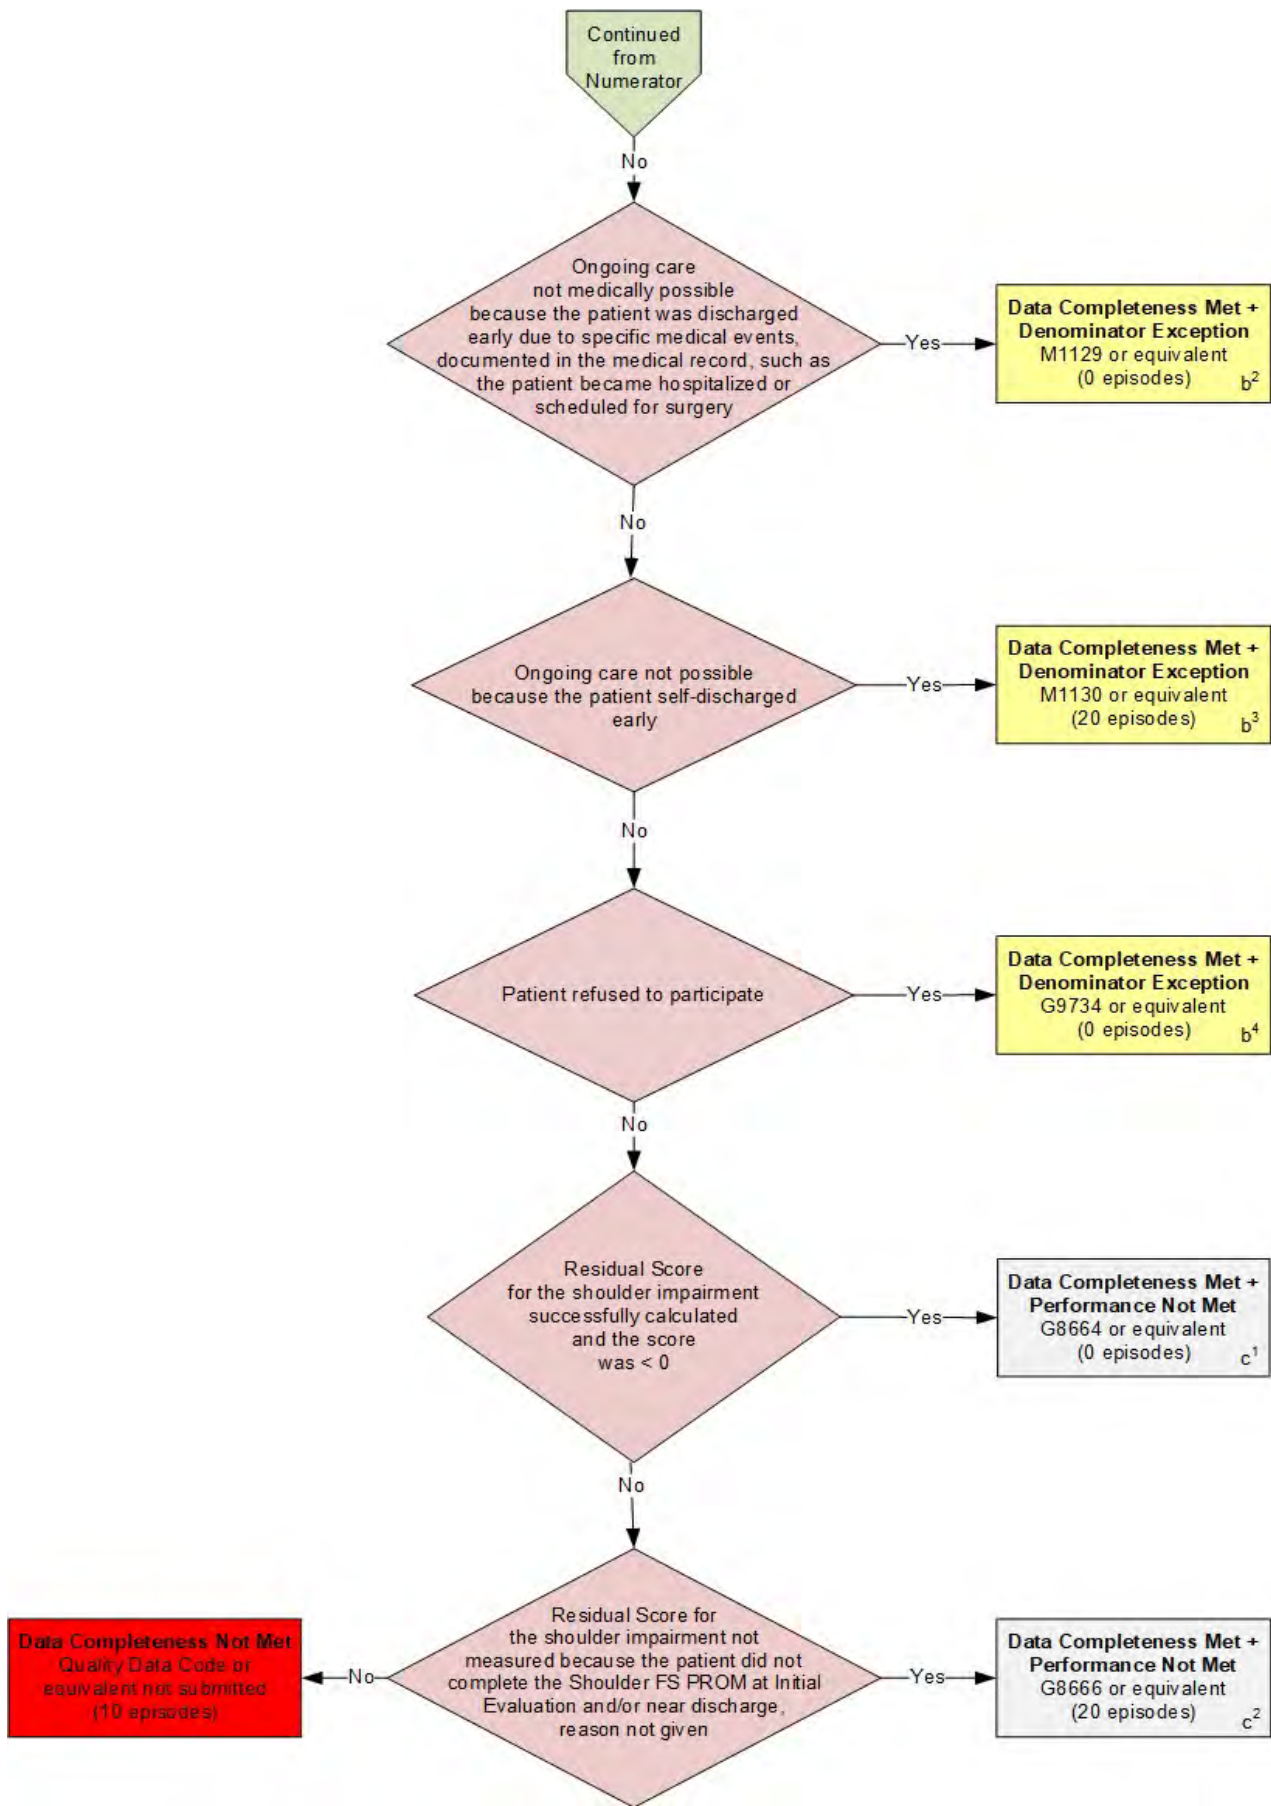 Continued
from
Numerator
No
Ongoing care
not medically possible
because the patient was discharged
early due to specific medical events,
documented in the medical record, such as
the patient became hospitalized or
scheduled for surgery
Yes
Data Completeness Met +
Denominator Exception
M1129 or equivalent
(0 episodes)
b²
No
Ongoing care not possible
because the patient self-discharged
early
Yes
Data Completeness Met +
Denominator Exception
M1130 or equivalent
(20 episodes)
b³
No
Patient refused to participate
Yes
Data Completeness Met +
Denominator Exception
G9734 or equivalent
(0 episodes)
b⁴
No
Residual Score
for the shoulder impairment
successfully calculated
and the score
was < 0
Yes
Data Completeness Met +
Performance Not Met
G8664 or equivalent
(0 episodes)
c¹
No
Residual Score for
the shoulder impairment not
measured because the patient did not
complete the Shoulder FS PROM at Initial
Evaluation and/or near discharge,
reason not given
No
Data Completeness Not Met
Quality Data Code or
equivalent not submitted
(10 episodes)
Yes
Data Completeness Met +
Performance Not Met
G8666 or equivalent
(20 episodes)
c²